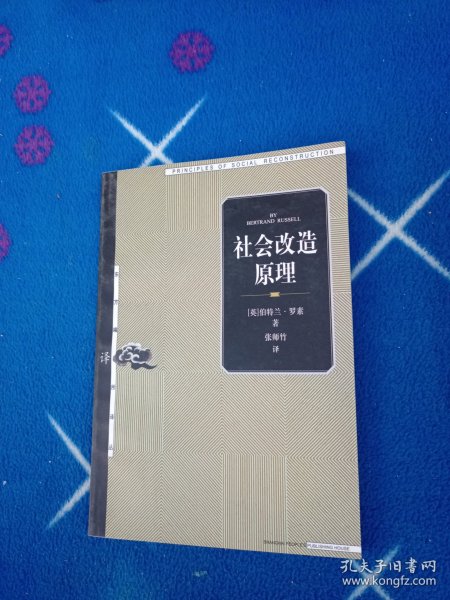 PRINCIPLES OF SOCIAL RECONSTRUCTION
BY
BERTRAND RUSSELL
社会改造
原理
[英]伯特兰·罗素
著
张师竹
译
译
SHANGHAI PEOPLE'S PUBLISHING HOUSE
孔夫子旧书网
www.kongfz.com